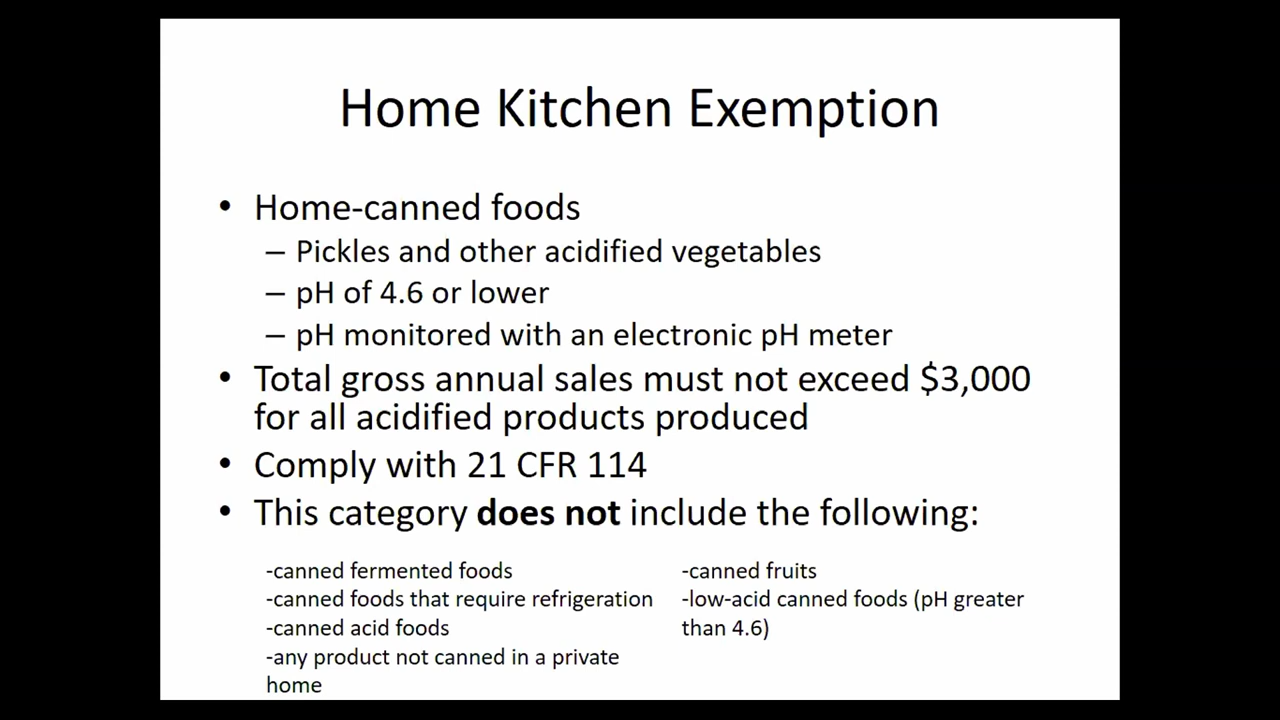 Home Kitchen Exemption
• Home-canned foods
– Pickles and other acidified vegetables
– pH of 4.6 or lower
– pH monitored with an electronic pH meter
• Total gross annual sales must not exceed $3,000
for all acidified products produced
• Comply with 21 CFR 114
• This category does not include the following:
-canned fermented foods
-canned foods that require refrigeration
-canned acid foods
-any product not canned in a private
home
-canned fruits
-low-acid canned foods (pH greater
than 4.6)